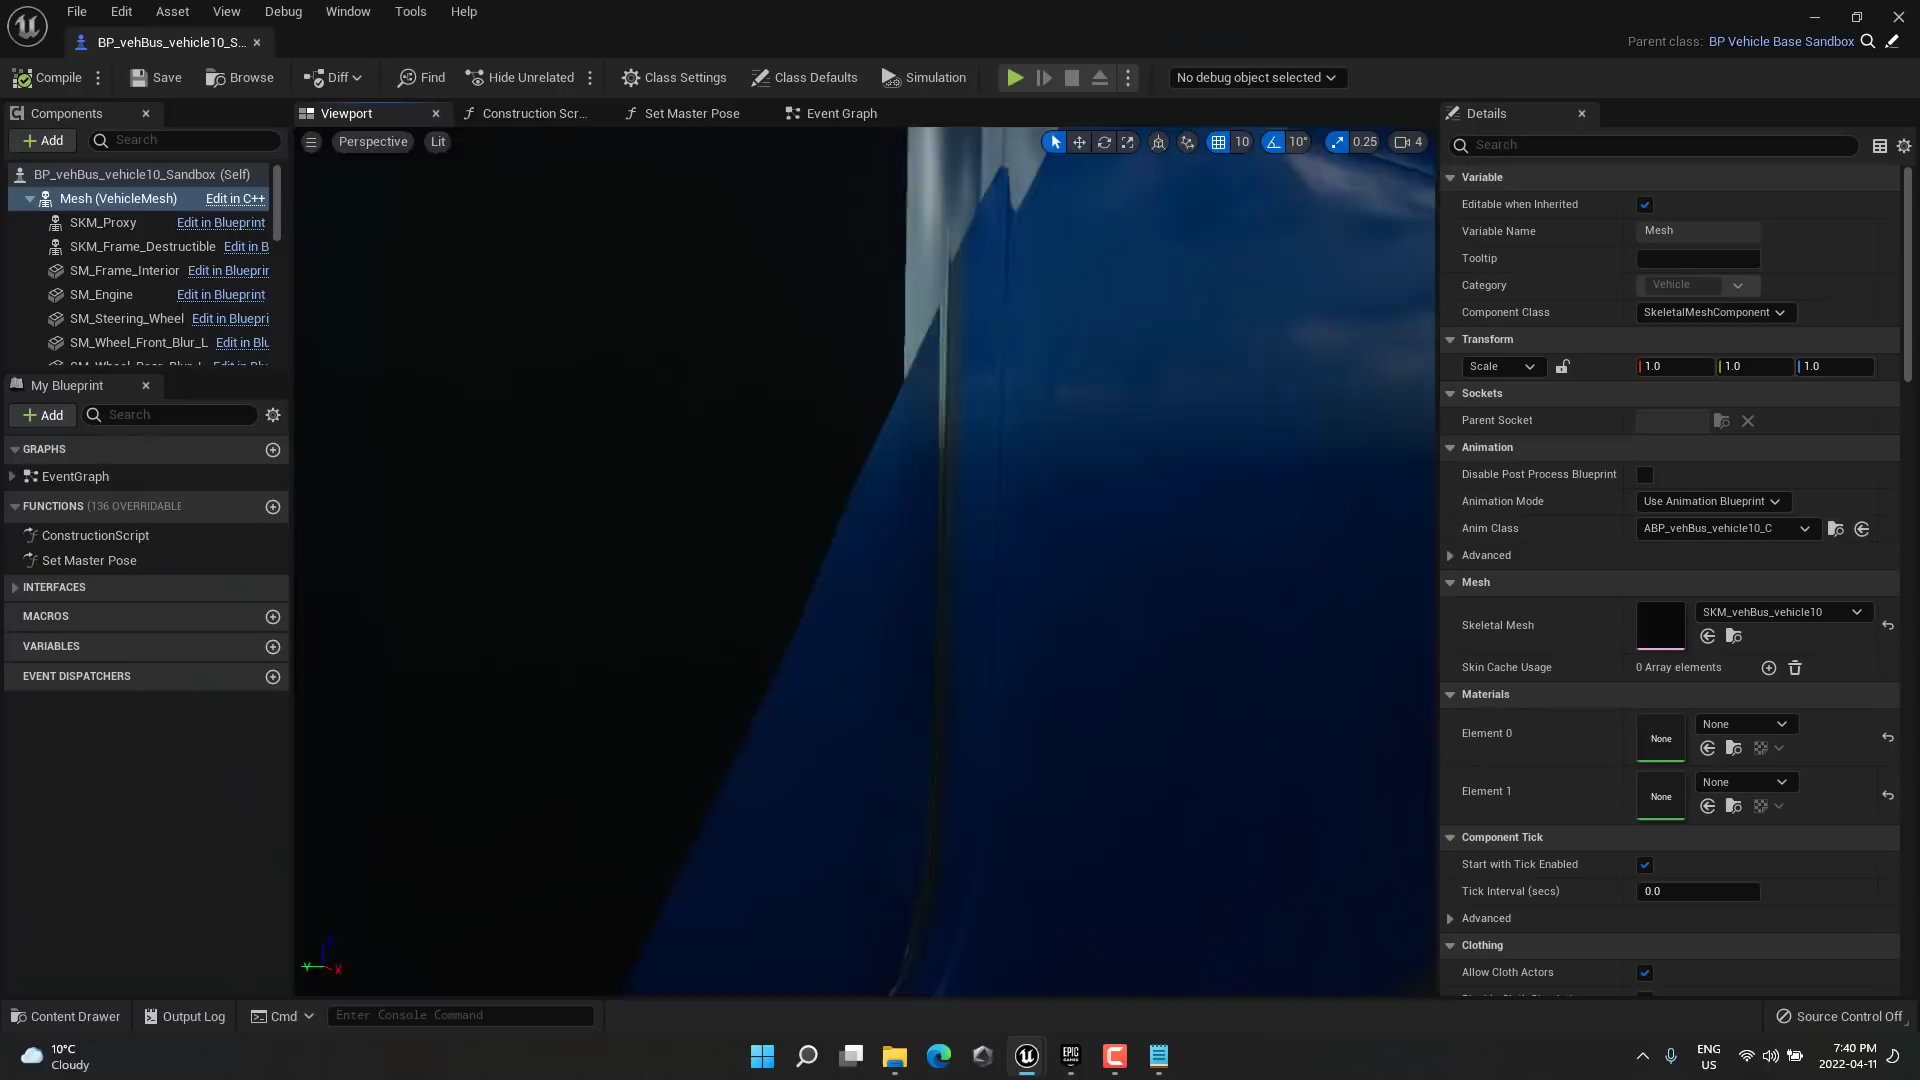 File Edit Asset View Debug Window Tools Help
BP_vehBus_vehicle10_S...
Parent class: BP Vehicle Base Sandbox
Compile Save Browse Diff Find Hide Unrelated Class Settings Class Defaults Simulation No debug object selected
Components
Viewport Construction Scr... Set Master Pose Event Graph
Details
Add Search
Perspective Lit 10 10° 0.25 4
Search
BP_vehBus_vehicle10_Sandbox (Self)
Mesh (VehicleMesh) Edit in C++
SKM_Proxy Edit in Blueprint
SKM_Frame_Destructible Edit in B
SM_Frame_Interior Edit in Blueprir
SM_Engine Edit in Blueprint
SM_Steering_Wheel Edit in Bluepri
SM_Wheel_Front_Blur_L Edit in Blu
My Blueprint
Add Search
GRAPHS
EventGraph
FUNCTIONS (136 OVERRIDABLE
ConstructionScript
Set Master Pose
INTERFACES
MACROS
VARIABLES
EVENT DISPATCHERS
Variable
Editable when Inherited
Variable Name Mesh
Tooltip
Category Vehicle
Component Class SkeletalMeshComponent
Transform
Scale 1.0 1.0 1.0
Sockets
Parent Socket
Animation
Disable Post Process Blueprint
Animation Mode Use Animation Blueprint
Anim Class ABP_vehBus_vehicle10_C
Advanced
Mesh
Skeletal Mesh SKM_vehBus_vehicle10
Skin Cache Usage 0 Array elements
Materials
Element 0 None None
Element 1 None None
Component Tick
Start with Tick Enabled
Tick Interval (secs) 0.0
Advanced
Clothing
Allow Cloth Actors
Y X
Content Drawer Output Log Cmd Enter Console Command Source Control Off
10°C
Cloudy
EPIC GAMES
ENG
US
7:40 PM
2022-04-11